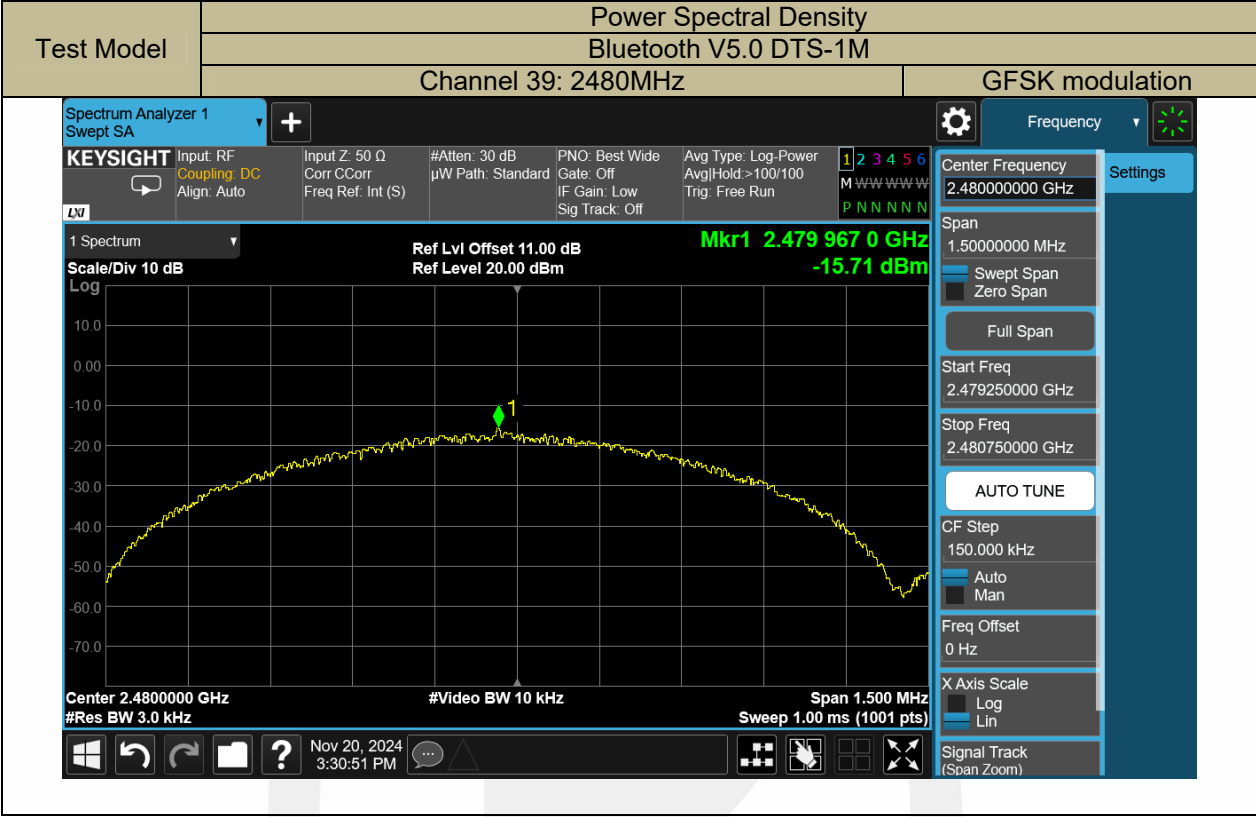 Test Model
Power Spectral Density
Bluetooth V5.0 DTS-1M
Channel 39: 2480MHz
GFSK modulation
Spectrum Analyzer 1
Swept SA
Frequency
KEYSIGHT
LXI
Input: RF
Coupling: DC
Align: Auto
Input Z: 50 Ω
Corr CCorr
Freq Ref: Int (S)
#Atten: 30 dB
µW Path: Standard
PNO: Best Wide
Gate: Off
IF Gain: Low
Sig Track: Off
Avg Type: Log-Power
Avg|Hold:>100/100
Trig: Free Run
1 2 3 4 5 6
M W W W W W
P N N N N N
1 Spectrum
Scale/Div 10 dB
Ref Lvl Offset 11.00 dB
Ref Level 20.00 dBm
Mkr1 2.479 967 0 GHz
-15.71 dBm
Log
10.0
0.00
-10.0
-20.0
-30.0
-40.0
-50.0
-60.0
-70.0
1
Center 2.4800000 GHz
#Res BW 3.0 kHz
#Video BW 10 kHz
Span 1.500 MHz
Sweep 1.00 ms (1001 pts)
Nov 20, 2024
3:30:51 PM
?
Center Frequency
2.480000000 GHz
Span
1.50000000 MHz
Swept Span
Zero Span
Full Span
Start Freq
2.479250000 GHz
Stop Freq
2.480750000 GHz
AUTO TUNE
CF Step
150.000 kHz
Auto
Man
Freq Offset
0 Hz
X Axis Scale
Log
Lin
Signal Track
(Span Zoom)
Settings